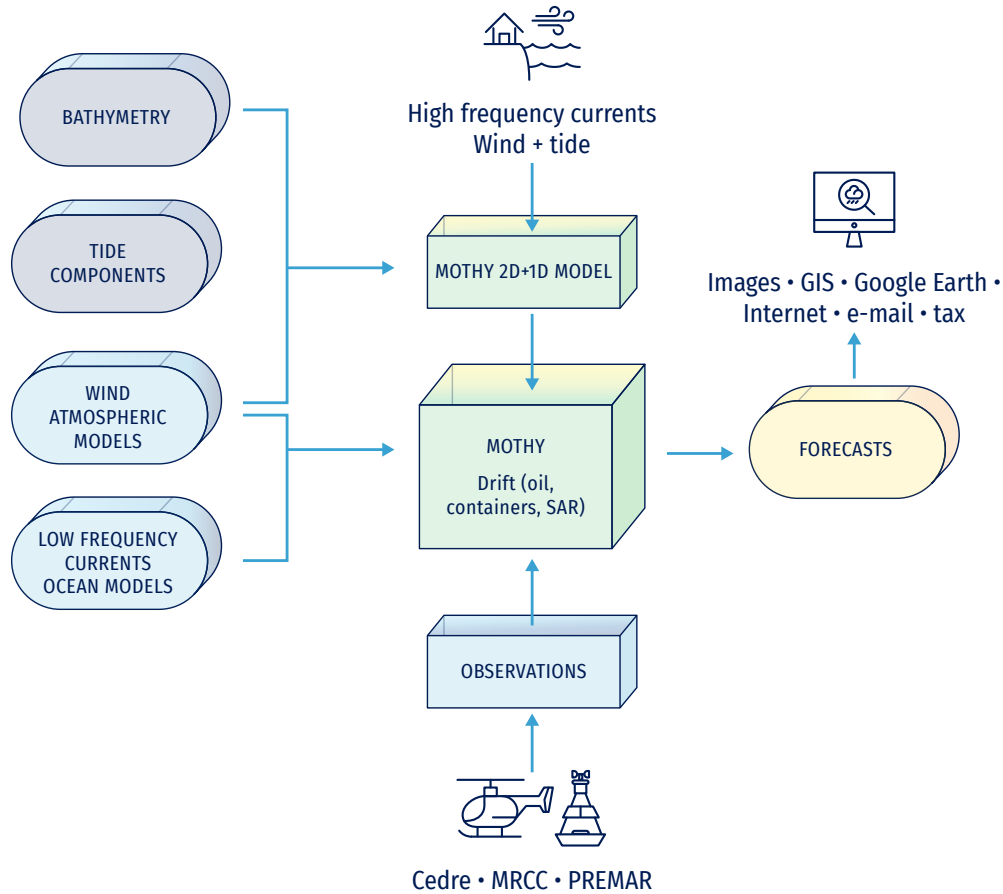 High frequency currents
Wind + tide
BATHYMETRY
TIDE
COMPONENTS
WIND
ATMOSPHERIC
MODELS
LOW FREQUENCY
CURRENTS
OCEAN MODELS
MOTHY 2D+1D MODEL
MOTHY
Drift (oil,
containers, SAR)
OBSERVATIONS
Cedre • MRCC • PREMAR
FORECASTS
Images • GIS • Google Earth •
Internet • e-mail • tax